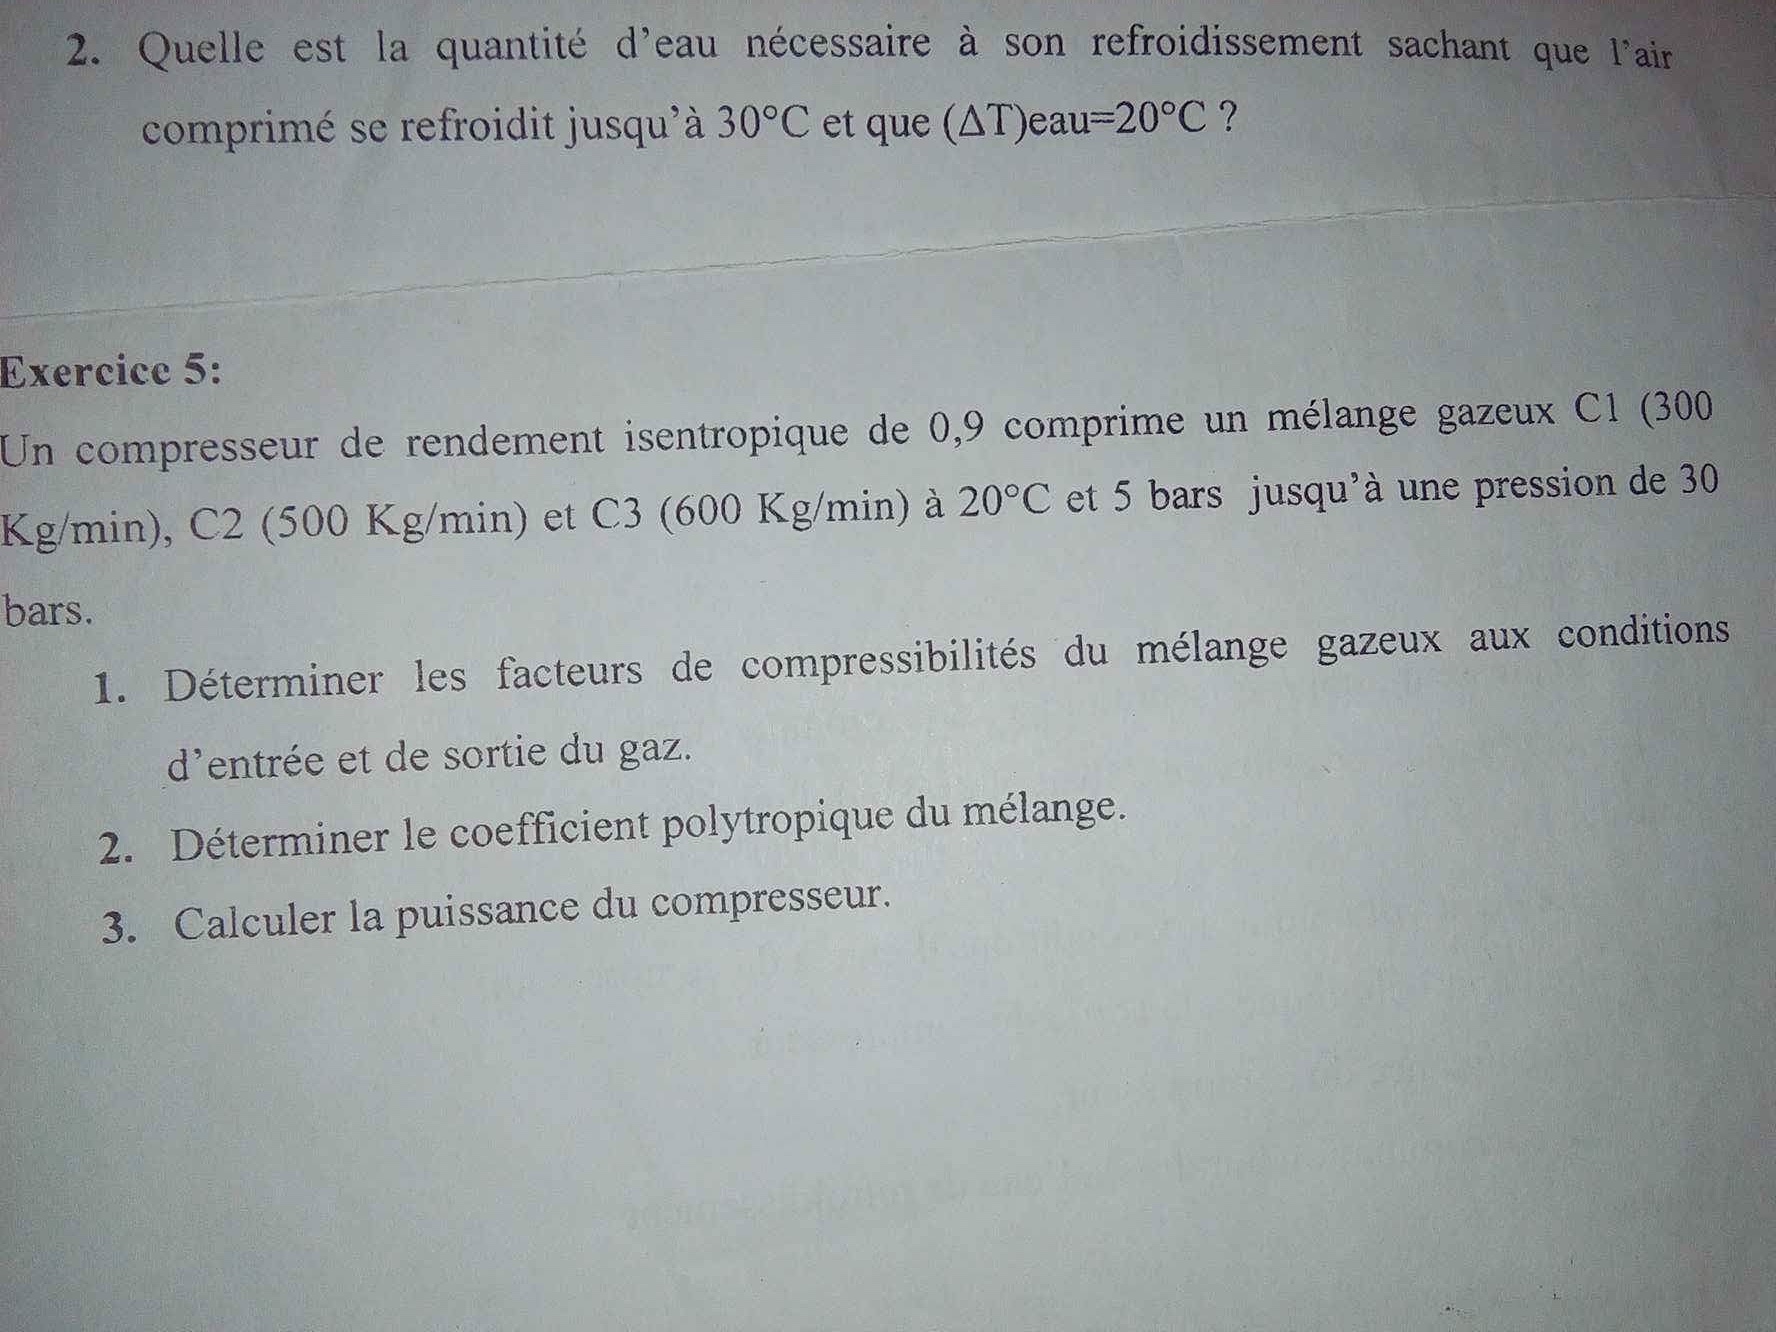 2. Quelle est la quantité d'eau nécessaire à son refroidissement sachant que l'air
comprimé se refroidit jusqu'à 30°C et que (ΔT)eau=20°C ?
Exercice 5:
Un compresseur de rendement isentropique de 0,9 comprime un mélange gazeux C1 (300
Kg/min), C2 (500 Kg/min) et C3 (600 Kg/min) à 20°C et 5 bars jusqu'à une pression de 30
bars.
1. Déterminer les facteurs de compressibilités du mélange gazeux aux conditions
d'entrée et de sortie du gaz.
2. Déterminer le coefficient polytropique du mélange.
3. Calculer la puissance du compresseur.